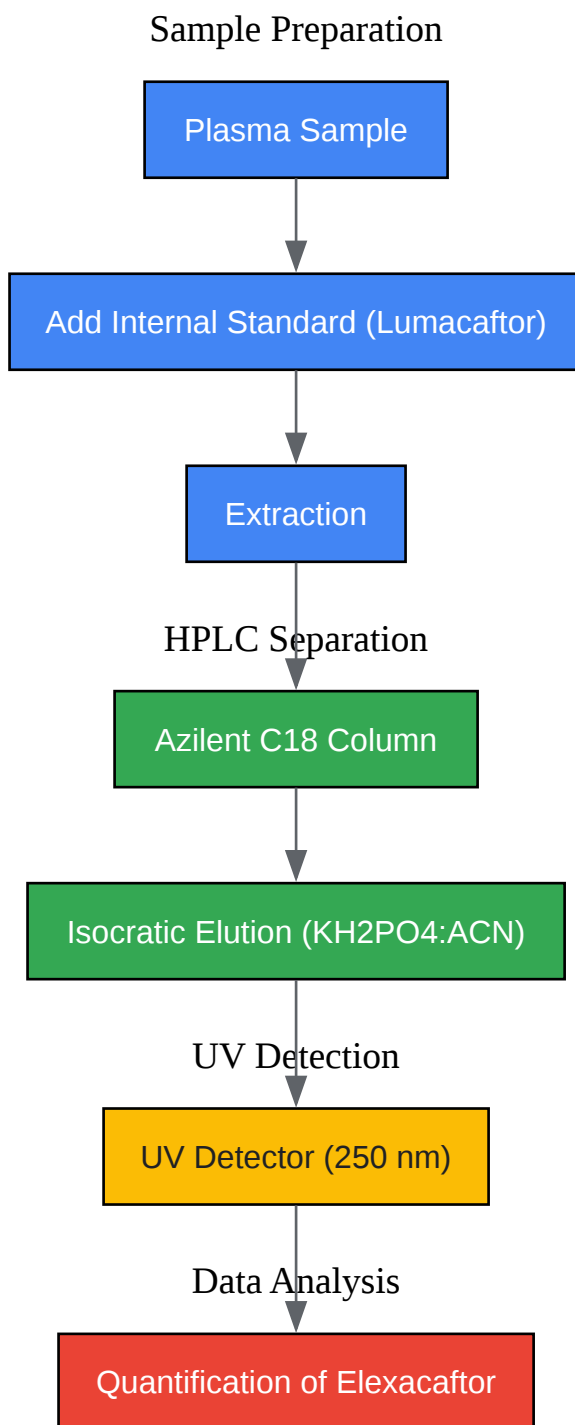 Sample Preparation
Plasma Sample
Add Internal Standard (Lumacaftor)
Extraction
HPLC Separation
Azilent C18 Column
Isocratic Elution (KH2PO4:ACN)
UV Detection
UV Detector (250 nm)
Data Analysis
Quantification of Elexacaftor